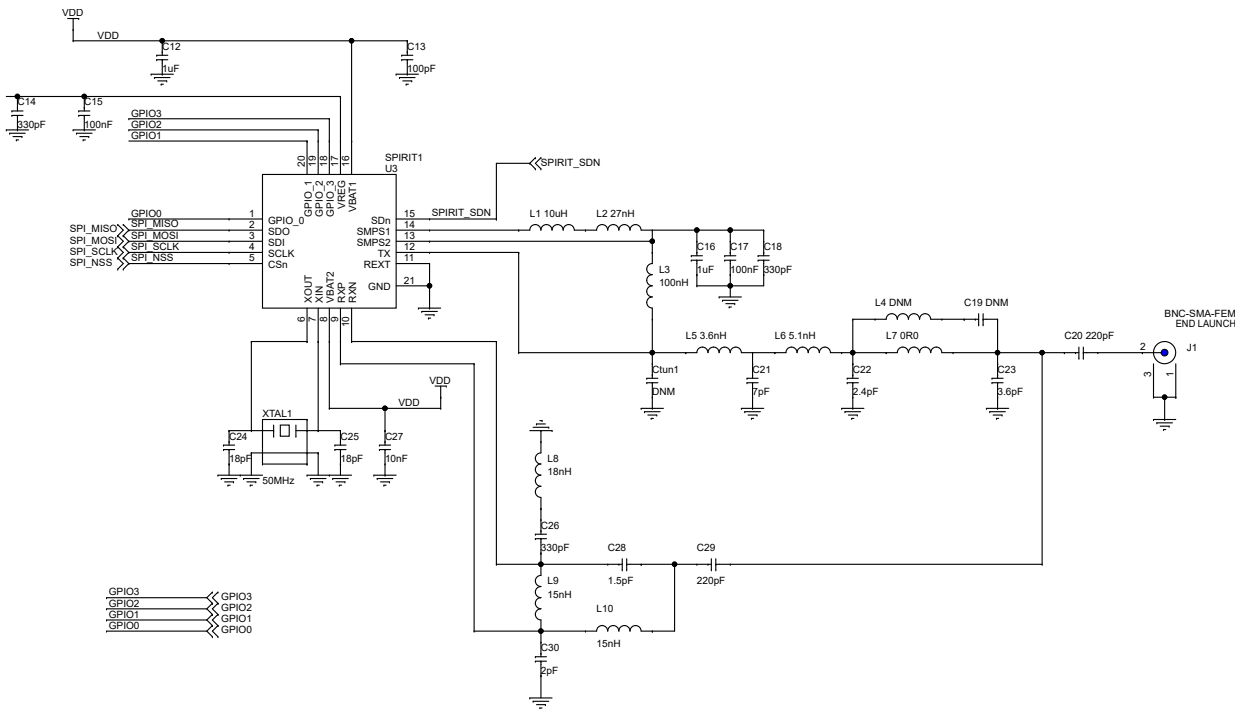 VDD
VDD
C12
1uF
C13
100pF
C14
330pF
C15
100nF
GPIO3
GPIO2
GPIO1
20
19
18
17
16
SPIRIT1
U3
GPIO_1
GPIO_2
GPIO_3
VREG
VBAT1
SPIRIT_SDN
GPIO0
SPI_MISO
SPI_MISO
SPI_MOSI
SPI_MOSI
SPI_SCLK
SPI_SCLK
SPI_NSS
SPI_NSS
1
2
3
4
5
GPIO_0
SDO
SDI
SCLK
CSn
SDn
SMPS1
SMPS2
TX
REXT
GND
15
14
13
12
11
21
SPIRIT_SDN
XOUT
XIN
VBAT2
RXP
RXN
6
7
8
9
10
L1 10uH
L2 27nH
C16
1uF
C17
100nF
C18
330pF
L3
100nH
L4 DNM
C19 DNM
L5 3.6nH
L6 5.1nH
L7 0R0
C20 220pF
BNC-SMA-FEM
END LAUNCH
J1
2
3
1
Ctun1
DNM
C21
7pF
C22
2.4pF
C23
3.6pF
VDD
VDD
XTAL1
C24
18pF
C25
18pF
C27
10nF
50MHz
L8
18nH
C26
330pF
C28
1.5pF
C29
220pF
L9
15nH
L10
15nH
C30
2pF
GPIO3
GPIO3
GPIO2
GPIO2
GPIO1
GPIO1
GPIO0
GPIO0